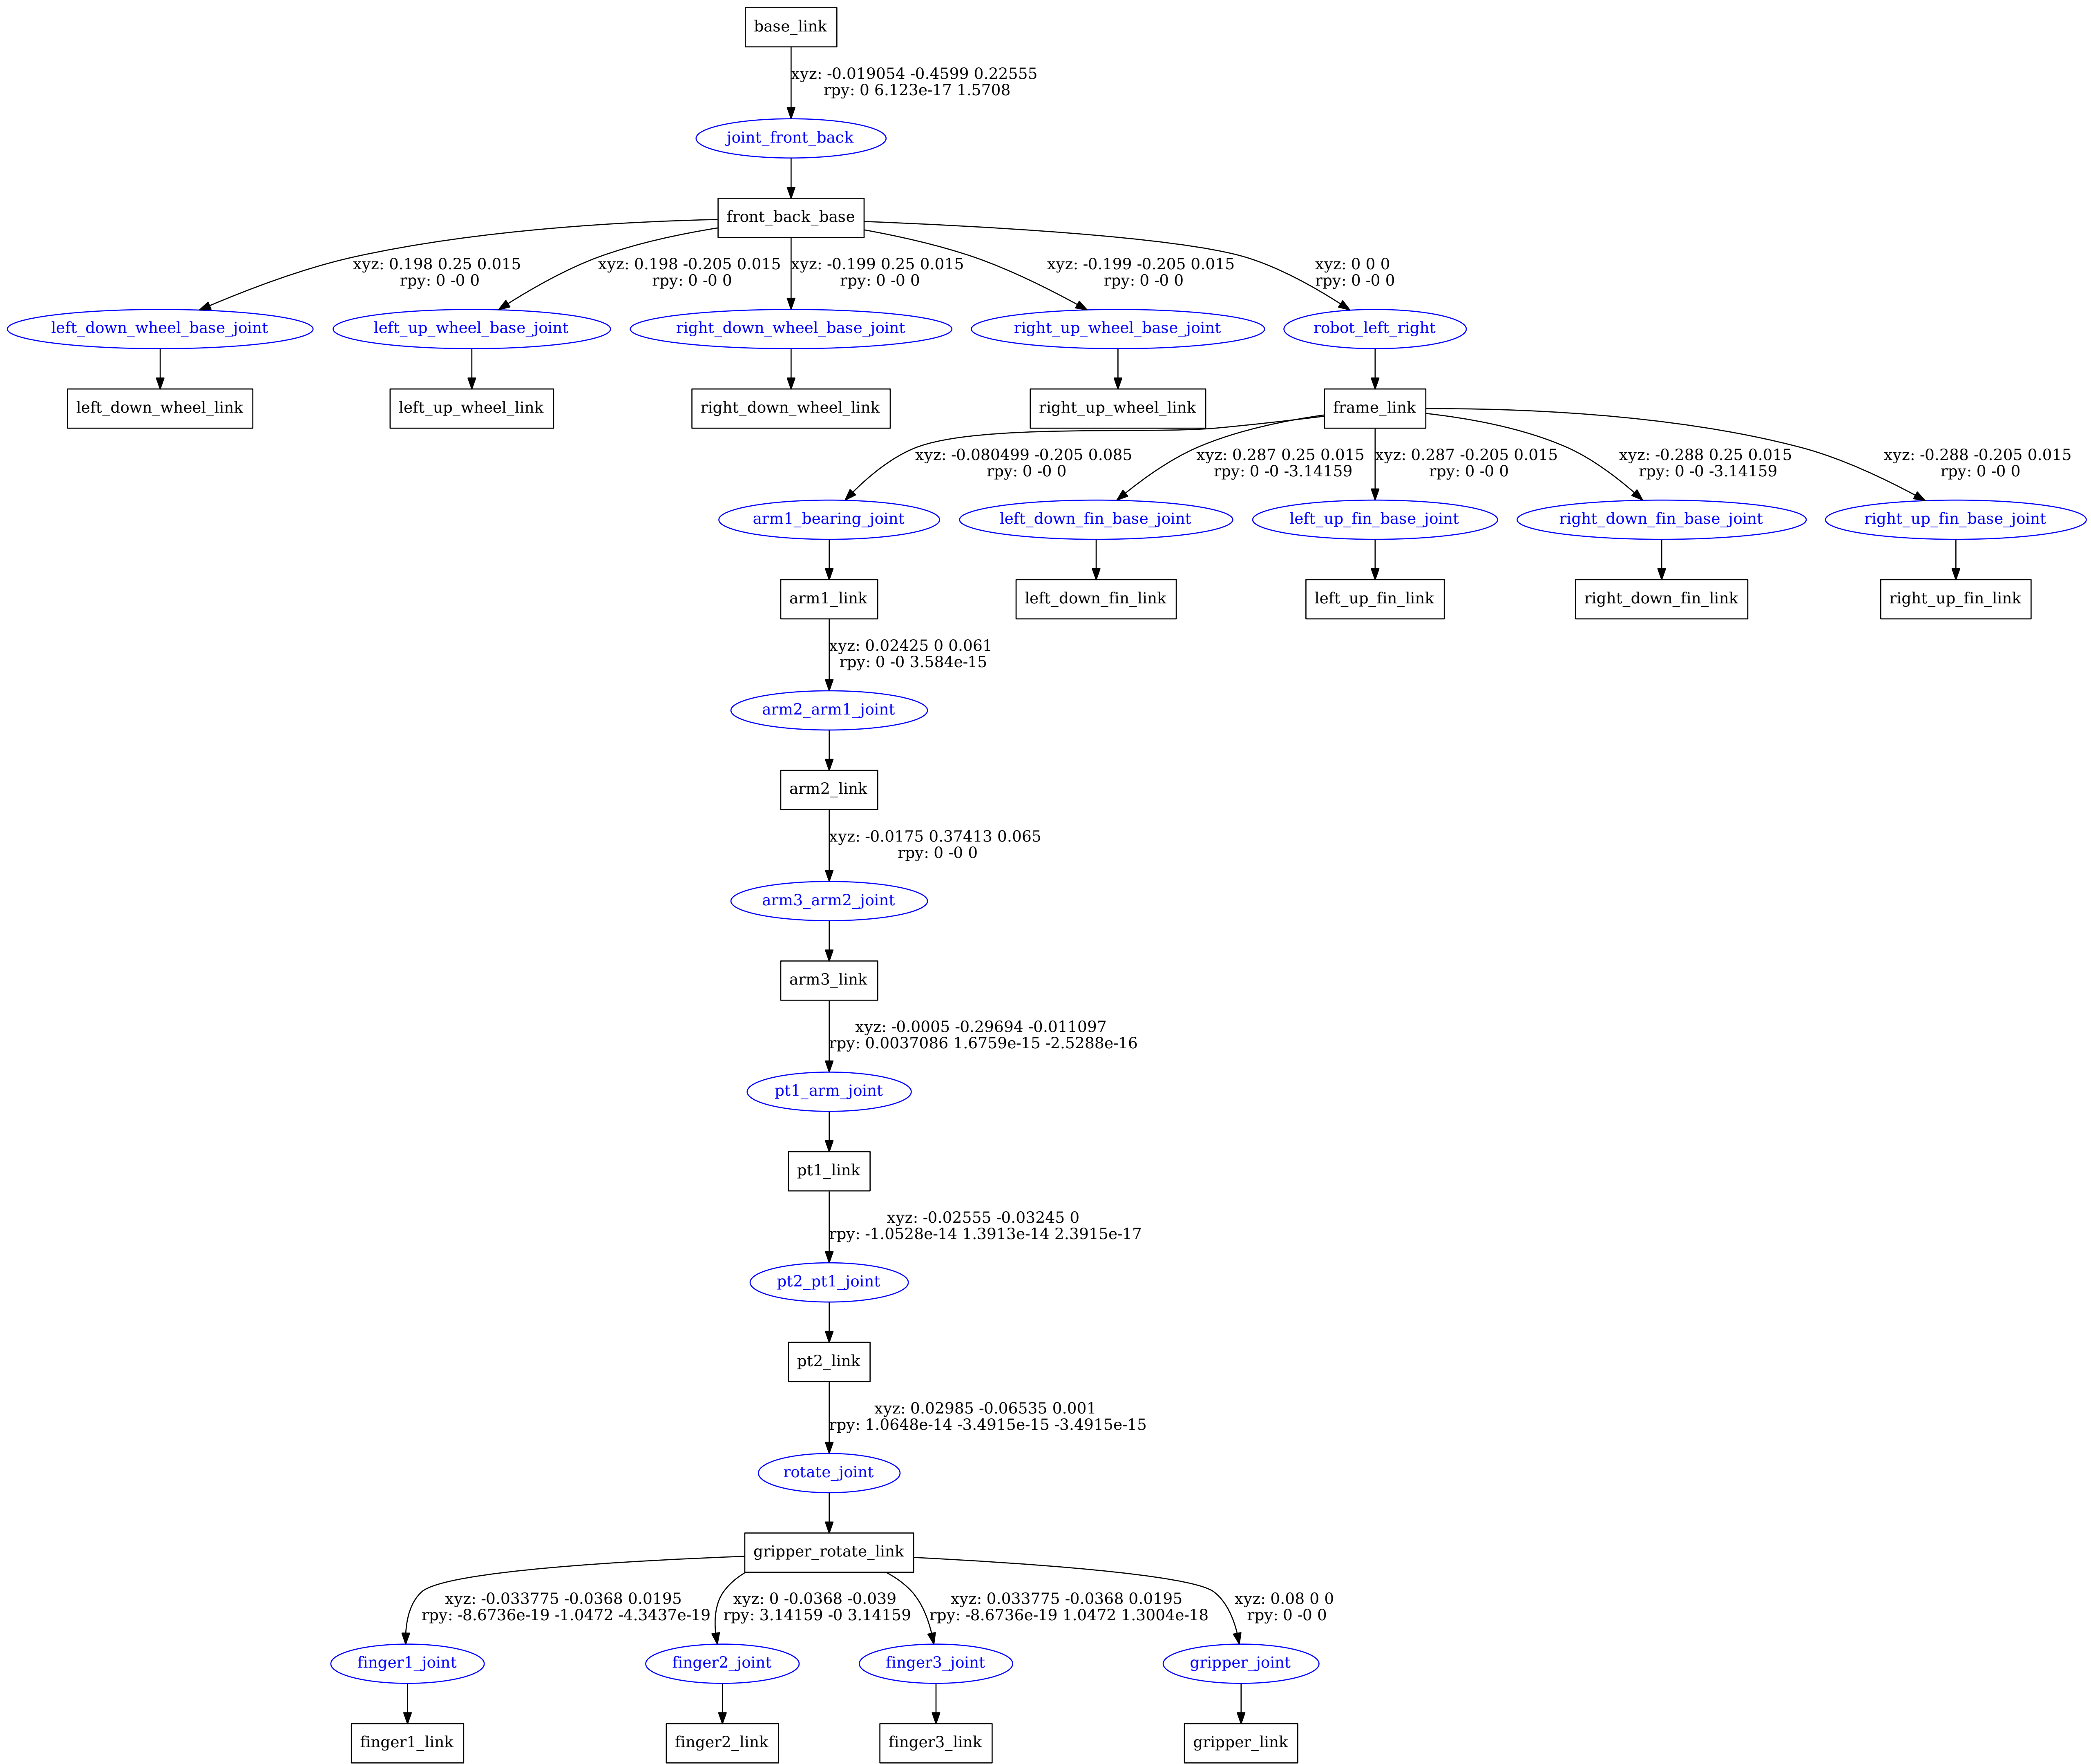 base_link
xyz: -0.019054 -0.4599 0.22555
rpy: 0 6.123e-17 1.5708
joint_front_back
front_back_base
xyz: 0.198 0.25 0.015
rpy: 0 -0 0
xyz: 0.198 -0.205 0.015
rpy: 0 -0 0
xyz: -0.199 0.25 0.015
rpy: 0 -0 0
xyz: -0.199 -0.205 0.015
rpy: 0 -0 0
xyz: 0 0 0
rpy: 0 -0 0
left_down_wheel_base_joint
left_up_wheel_base_joint
right_down_wheel_base_joint
right_up_wheel_base_joint
robot_left_right
left_down_wheel_link
left_up_wheel_link
right_down_wheel_link
right_up_wheel_link
frame_link
xyz: -0.080499 -0.205 0.085
rpy: 0 -0 0
xyz: 0.287 0.25 0.015
rpy: 0 -0 -3.14159
xyz: 0.287 -0.205 0.015
rpy: 0 -0 0
xyz: -0.288 0.25 0.015
rpy: 0 -0 -3.14159
xyz: -0.288 -0.205 0.015
rpy: 0 -0 0
arm1_bearing_joint
left_down_fin_base_joint
left_up_fin_base_joint
right_down_fin_base_joint
right_up_fin_base_joint
arm1_link
left_down_fin_link
left_up_fin_link
right_down_fin_link
right_up_fin_link
xyz: 0.02425 0 0.061
rpy: 0 -0 3.584e-15
arm2_arm1_joint
arm2_link
xyz: -0.0175 0.37413 0.065
rpy: 0 -0 0
arm3_arm2_joint
arm3_link
xyz: -0.0005 -0.29694 -0.011097
rpy: 0.0037086 1.6759e-15 -2.5288e-16
pt1_arm_joint
pt1_link
xyz: -0.02555 -0.03245 0
rpy: -1.0528e-14 1.3913e-14 2.3915e-17
pt2_pt1_joint
pt2_link
xyz: 0.02985 -0.06535 0.001
rpy: 1.0648e-14 -3.4915e-15 -3.4915e-15
rotate_joint
gripper_rotate_link
xyz: -0.033775 -0.0368 0.0195
rpy: -8.6736e-19 -1.0472 -4.3437e-19
xyz: 0 -0.0368 -0.039
rpy: 3.14159 -0 3.14159
xyz: 0.033775 -0.0368 0.0195
rpy: -8.6736e-19 1.0472 1.3004e-18
xyz: 0.08 0 0
rpy: 0 -0 0
finger1_joint
finger2_joint
finger3_joint
gripper_joint
finger1_link
finger2_link
finger3_link
gripper_link